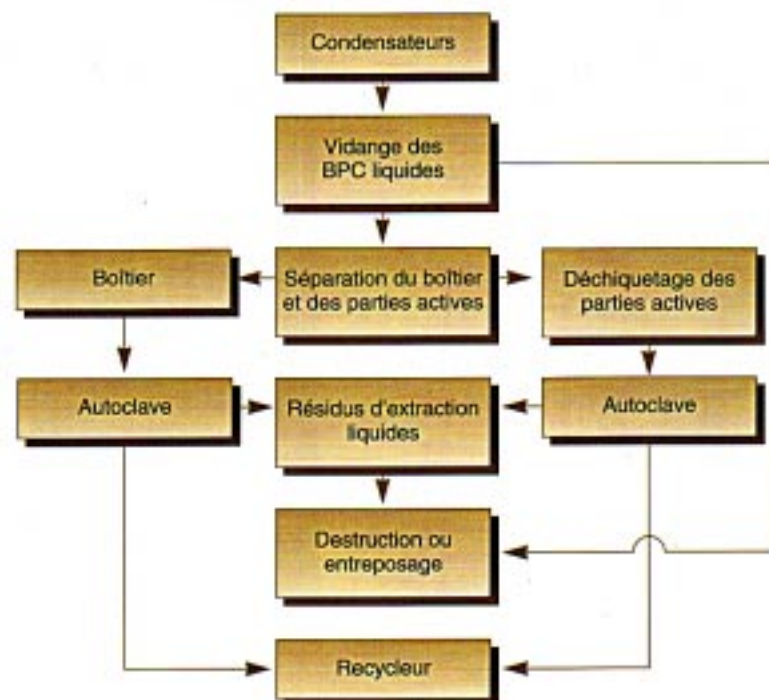 Condensateurs
Vidange des
BPC liquides
Boîtier
Séparation du boîtier
et des parties actives
Déchiquetage des
parties actives
Autoclave
Résidus d'extraction
liquides
Autoclave
Destruction ou
entreposage
Recycleur